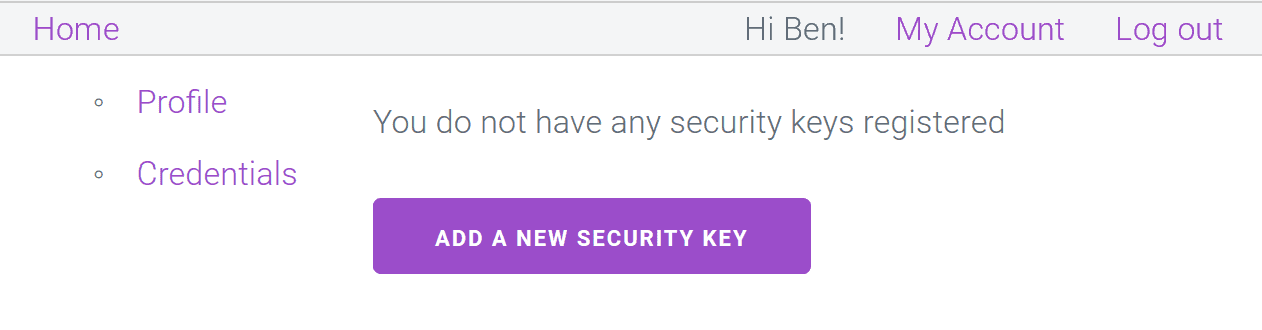 Home Hi Ben! My Account Log out
Profile
Credentials
You do not have any security keys registered
ADD A NEW SECURITY KEY